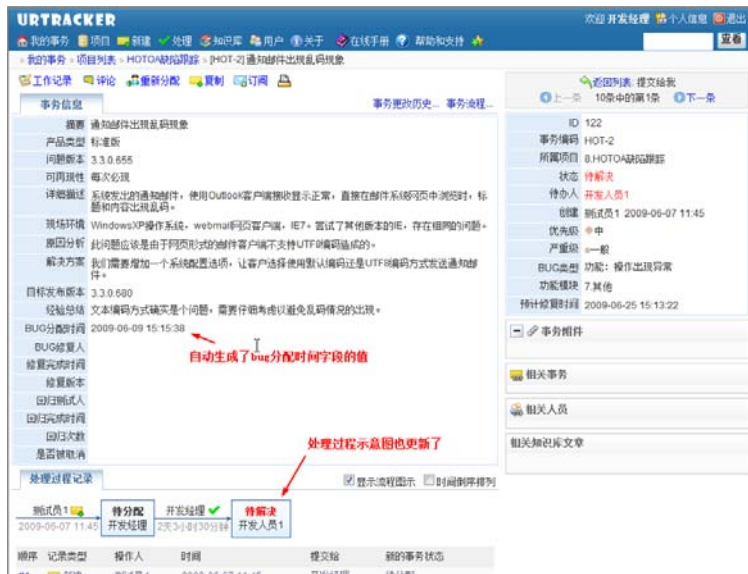 URTRACKER
欢迎 开发经理 个人信息 退出
我的事务 项目 新建 处理 知识库 用户 关于 在线手册 帮助和支持
查看
» 我的事务 » 项目列表 » HOTOA缺陷跟踪 » [HOT-2]通知邮件出现乱码现象
工作记录 评论 重新分配 复制 订阅
返回列表: 提交给我
上一条 10条中的第1条 下一条
事务信息
事务更改历史... 事务流程...
摘要 通知邮件出现乱码现象
产品类型 标准版
问题版本 3.3.0.655
可再现性 每次必现
详细描述 系统发出的通知邮件，使用Outlook客户端接收显示正常，直接在邮件系统网页中浏览时，标
题和内容出现乱码。
现场环境 WindowsXP操作系统，webmail网页客户端，IE7。尝试了其他版本的IE，存在相同的问题。
原因分析 此问题应该是由于网页形式的邮件客户端不支持UTF8编码造成的。
解决方案 我们需要增加一个系统配置选项，让客户选择使用默认编码还是UTF8编码方式发送通知邮
件。
目标发布版本 3.3.0.680
经验总结 文本编码方式确实是个问题，需要仔细考虑以避免乱码情况的出现。
BUG分配时间 2009-06-09 15:15:38
BUG修复人
修复完成时间
修复版本
回归测试人
回归完成时间
回归次数
是否被取消
自动生成了bug分配时间字段的值
ID 122
事务编码 HOT-2
所属项目 8.HOTOA缺陷跟踪
状态 待解决
待办人 开发人员1
创建 测试员1 2009-06-07 11:45
优先级 中
严重级 一般
BUG类型 功能：操作出现异常
功能模块 7.其他
预计修复时间 2009-06-25 15:13:22
事务附件
相关事务
相关人员
相关知识库文章
处理过程示意图也更新了
处理过程记录
显示流程图示 时间倒序排列
测试员1
2009-06-07 11:45
待分配
开发经理
开发经理
2天3小时30分钟
待解决
开发人员1
顺序 记录类型 操作人 时间 提交给 新的事务状态